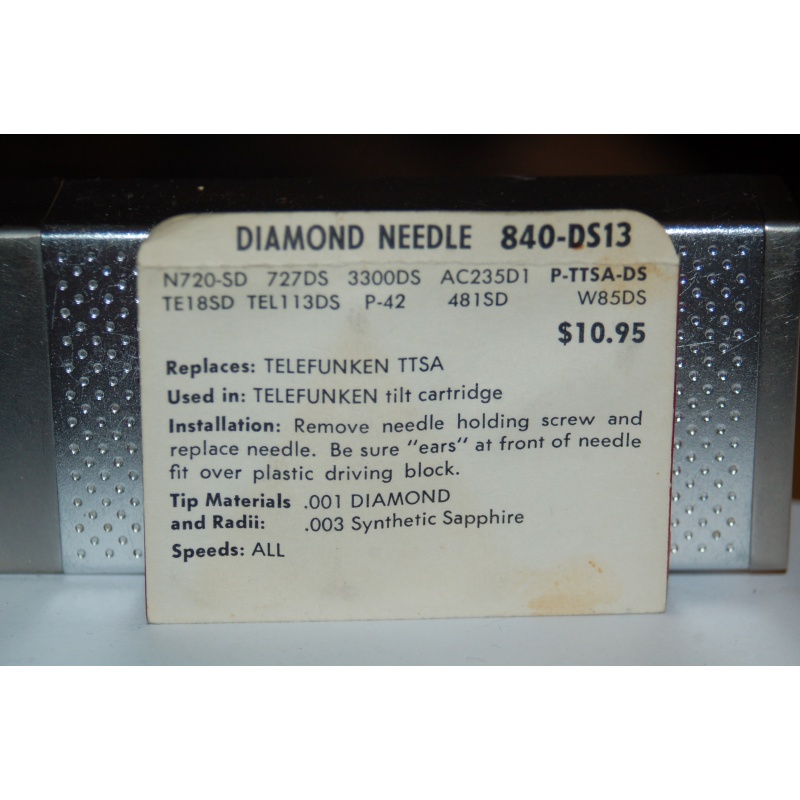 DIAMOND NEEDLE 840-DS13
N720-SD 727DS 3300DS AC235D1 P-TTSA-DS
TE18SD TEL113DS P-42 481SD W85DS
$10.95
Replaces: TELEFUNKEN TTSA
Used in: TELEFUNKEN tilt cartridge
Installation: Remove needle holding screw and
replace needle. Be sure "ears" at front of needle
fit over plastic driving block.
Tip Materials .001 DIAMOND
and Radii: .003 Synthetic Sapphire
Speeds: ALL